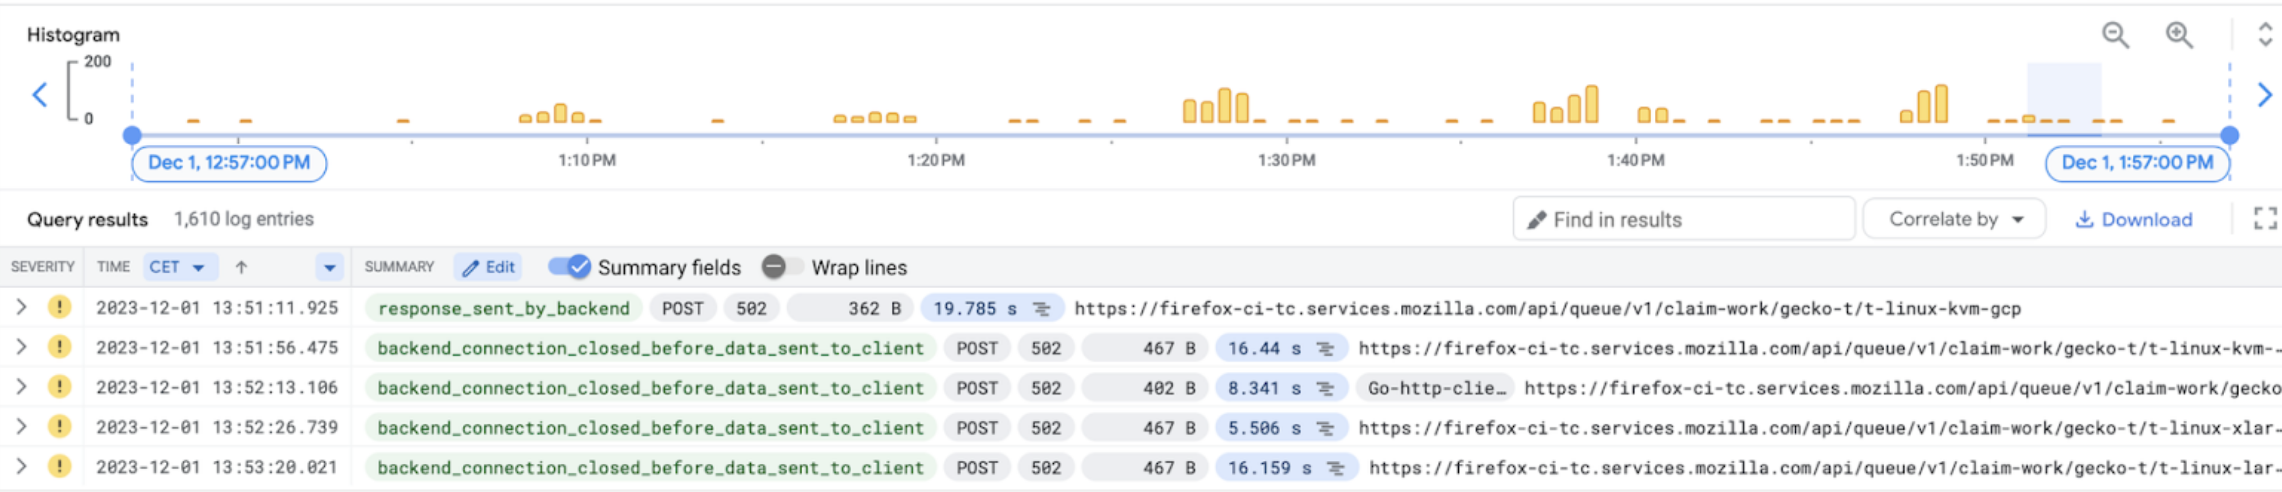 Histogram
200
0
Dec 1, 12:57:00 PM 1:10 PM 1:20 PM 1:30 PM 1:40 PM 1:50 PM Dec 1, 1:57:00 PM
Query results 1,610 log entries Find in results Correlate by Download
SEVERITY TIME CET SUMMARY Edit Summary fields Wrap lines
2023-12-01 13:51:11.925 response_sent_by_backend POST 502 362 B 19.785 s https://firefox-ci-tc.services.mozilla.com/api/queue/v1/claim-work/gecko-t/t-linux-kvm-gcp
2023-12-01 13:51:56.475 backend_connection_closed_before_data_sent_to_client POST 502 467 B 16.44 s https://firefox-ci-tc.services.mozilla.com/api/queue/v1/claim-work/gecko-t/t-linux-kvm-
2023-12-01 13:52:13.106 backend_connection_closed_before_data_sent_to_client POST 502 402 B 8.341 s Go-http-clie… https://firefox-ci-tc.services.mozilla.com/api/queue/v1/claim-work/gecko
2023-12-01 13:52:26.739 backend_connection_closed_before_data_sent_to_client POST 502 467 B 5.506 s https://firefox-ci-tc.services.mozilla.com/api/queue/v1/claim-work/gecko-t/t-linux-xlar-
2023-12-01 13:53:20.021 backend_connection_closed_before_data_sent_to_client POST 502 467 B 16.159 s https://firefox-ci-tc.services.mozilla.com/api/queue/v1/claim-work/gecko-t/t-linux-lar-